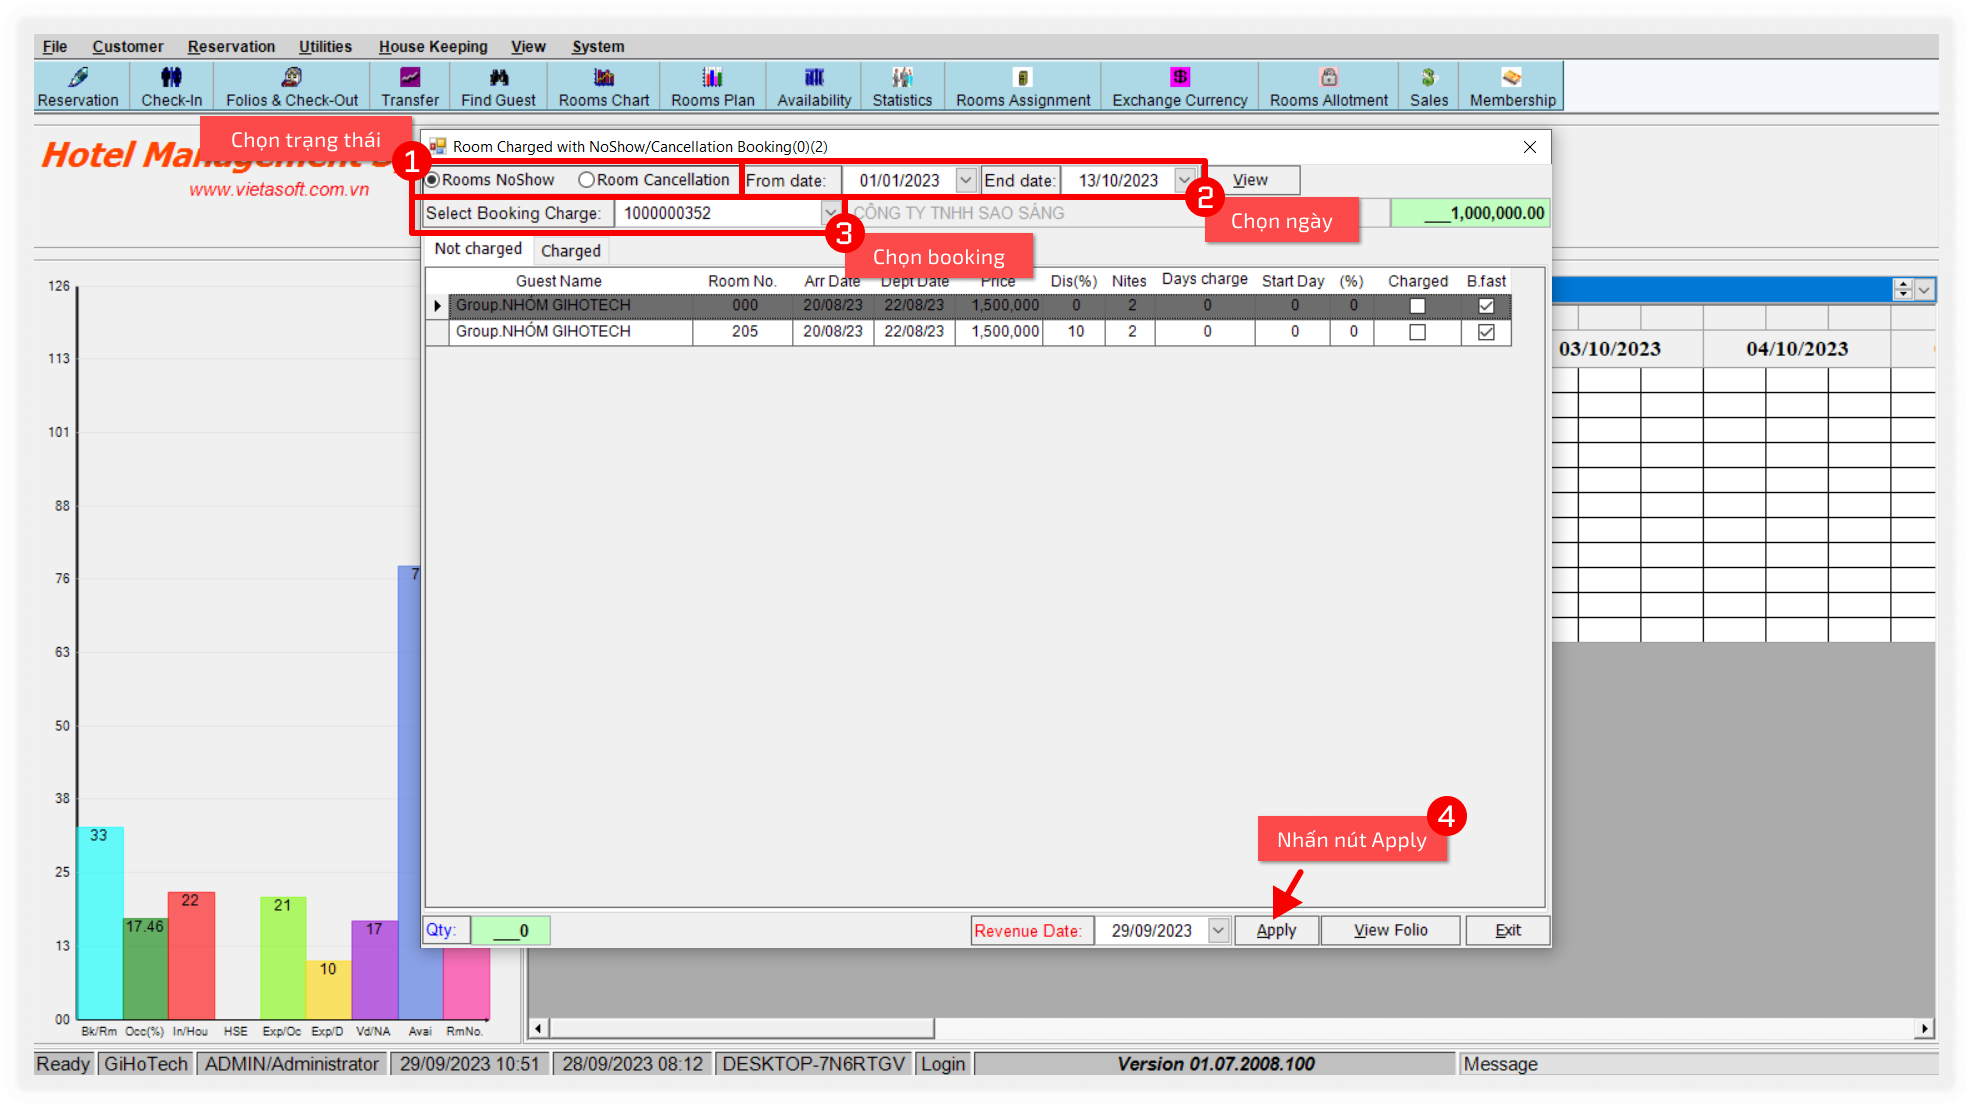 File Customer Reservation Utilities House Keeping View System
Reservation Check-In Folios & Check-Out Transfer Find Guest Rooms Chart Rooms Plan Availability Statistics Rooms Assignment Exchange Currency Rooms Allotment Sales Membership
Chọn trạng thái
Hotel
www.vietasoft.com.vn
Room Charged with NoShow/Cancellation Booking(0)(2)
1
Rooms NoShow Room Cancellation From date: 01/01/2023 End date: 13/10/2023 View
2
Select Booking Charge: 1000000352 CÔNG TY TNHH SAO SÁNG ___1,000,000.00
Chọn ngày
3
Chọn booking
Not charged Charged
Guest Name Room No. Arr Date Dept Date Price Dis(%) Nites Days charge Start Day (%) Charged B.fast
Group.NHÓM GIHOTECH 000 20/08/23 22/08/23 1,500,000 0 2 0 0 0
Group.NHÓM GIHOTECH 205 20/08/23 22/08/23 1,500,000 10 2 0 0 0
03/10/2023 04/10/2023
126
113
101
88
76
63
50
38
25
13
00
33
17.46
22
21
10
17
7
Bk/Rm Occ(%) In/Hou HSE Exp/Oc Exp/D Vd/NA Avai RmNo.
4
Nhấn nút Apply
Qty: ___0 Revenue Date: 29/09/2023 Apply View Folio Exit
Ready GiHoTech ADMIN/Administrator 29/09/2023 10:51 28/09/2023 08:12 DESKTOP-7N6RTGV Login Version 01.07.2008.100 Message